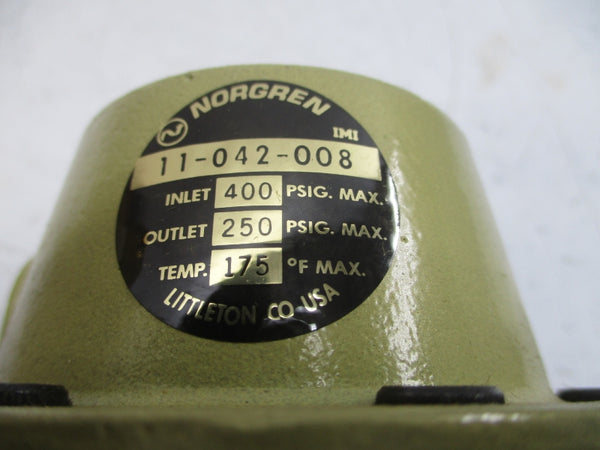 NORGREN
IMI
11-042-008
INLET 400 PSIG. MAX.
OUTLET 250 PSIG. MAX.
TEMP. 175 °F MAX.
LITTLETON CO USA